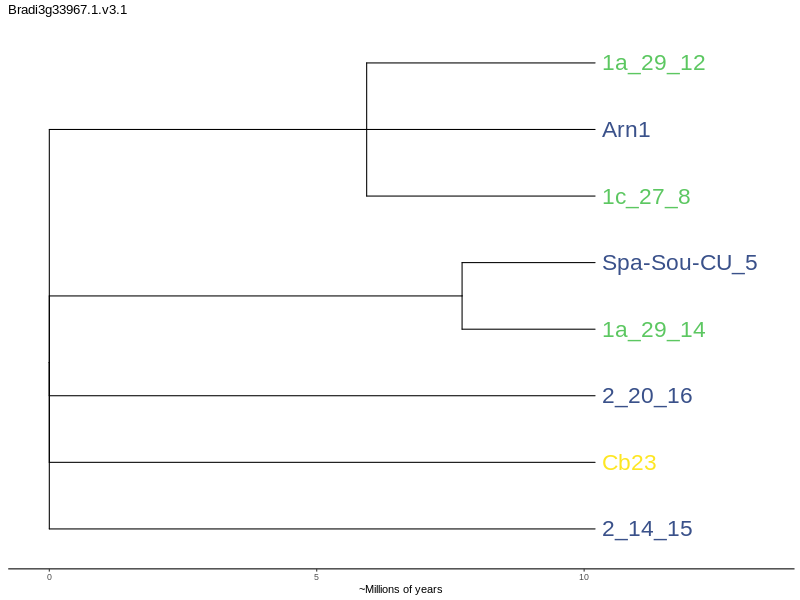 Bradi3g33967.1.v3.1
1a_29_12
Arn1
1c_27_8
Spa-Sou-CU_5
1a_29_14
2_20_16
Cb23
2_14_15
0 5 10
~Millions of years